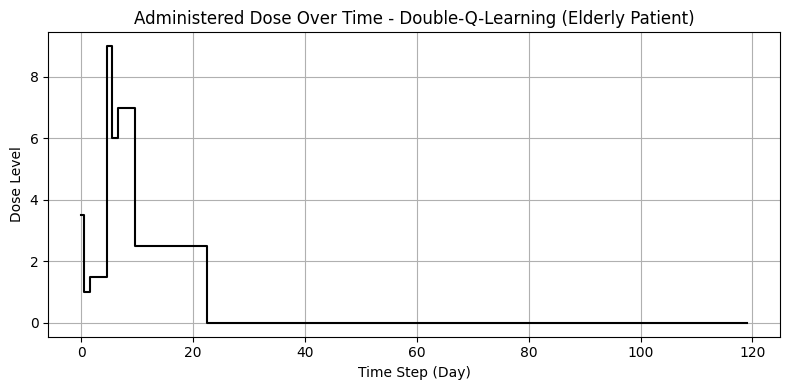 Administered Dose Over Time - Double-Q-Learning (Elderly Patient)
Dose Level
8
6
4
2
0
0 20 40 60 80 100 120
Time Step (Day)